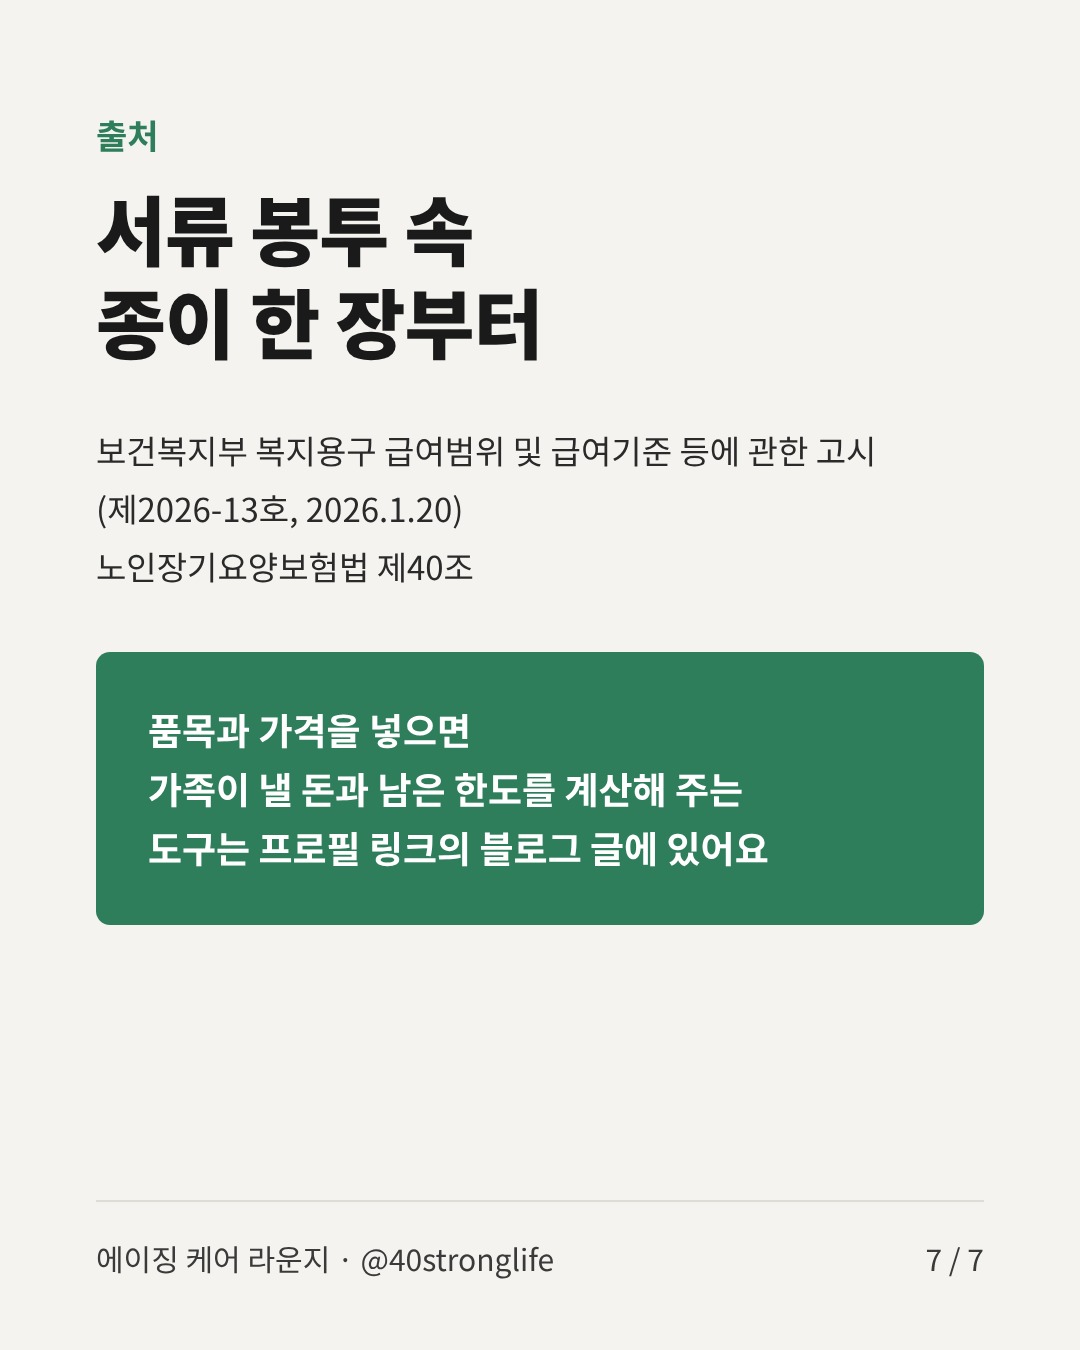 출처
서류 봉투 속
종이 한 장부터
보건복지부 복지용구 급여범위 및 급여기준 등에 관한 고시
(제2026-13호, 2026.1.20)
노인장기요양보험법 제40조
품목과 가격을 넣으면
가족이 낼 돈과 남은 한도를 계산해 주는
도구는 프로필 링크의 블로그 글에 있어요
에이징 케어 라운지 · @40stronglife
7 / 7